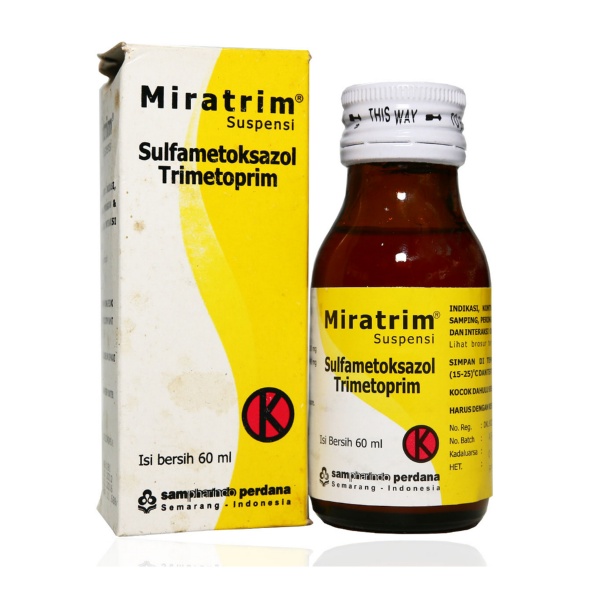 Miratrim®
Suspensi
Sulfametoksazol
Trimetoprim
K
Isi bersih 60 ml
sampharindo perdana
Semarang - Indonesia
THIS WAY
Miratrim®
Suspensi
Sulfametoksazol
Trimetoprim
K
Isi Bersih 60 ml
sampharindo perdana
Semarang - Indonesia
INDIKASI,
SAMPING,
DAN
Lihat brosur
SIMPAN DI
(15-25)°C
KOCOK DAHULU
HARUS DENGAN
No. Reg. :
No. Batch :
Kadaluarsa :
HET. :